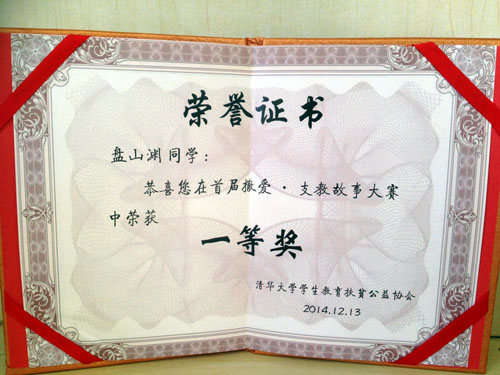 荣誉证书
盘山渊同学：
恭喜您在首届撒爱·支教故事大赛
中荣获
一等奖
清华大学学生教育扶贫公益协会
2014.12.13